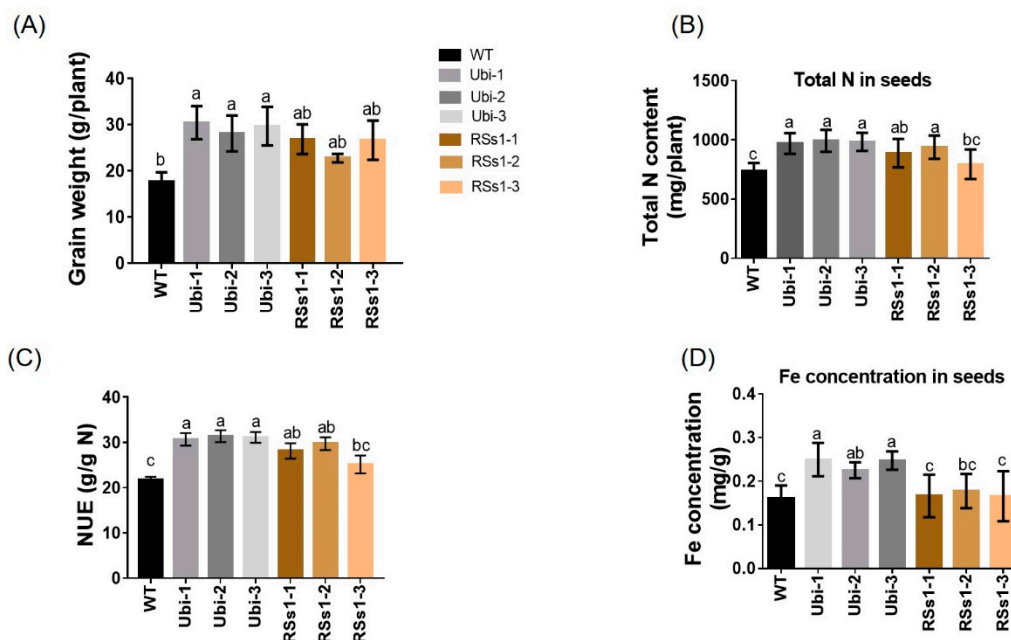 (A)
Grain weight (g/plant)
40
30
20
10
0
b
a
a
a
ab
ab
ab
WT
Ubi-1
Ubi-2
Ubi-3
RSs1-1
RSs1-2
RSs1-3
WT
Ubi-1
Ubi-2
Ubi-3
RSs1-1
RSs1-2
RSs1-3
(B)
Total N in seeds
Total N content
(mg/plant)
1500
1000
500
0
c
a
a
a
ab
a
bc
WT
Ubi-1
Ubi-2
Ubi-3
RSs1-1
RSs1-2
RSs1-3
(C)
NUE (g/g N)
40
30
20
10
0
c
a
a
a
ab
ab
bc
WT
Ubi-1
Ubi-2
Ubi-3
RSs1-1
RSs1-2
RSs1-3
(D)
Fe concentration in seeds
Fe concentration
(mg/g)
0.4
0.3
0.2
0.1
0.0
c
a
ab
a
c
bc
c
WT
Ubi-1
Ubi-2
Ubi-3
RSs1-1
RSs1-2
RSs1-3